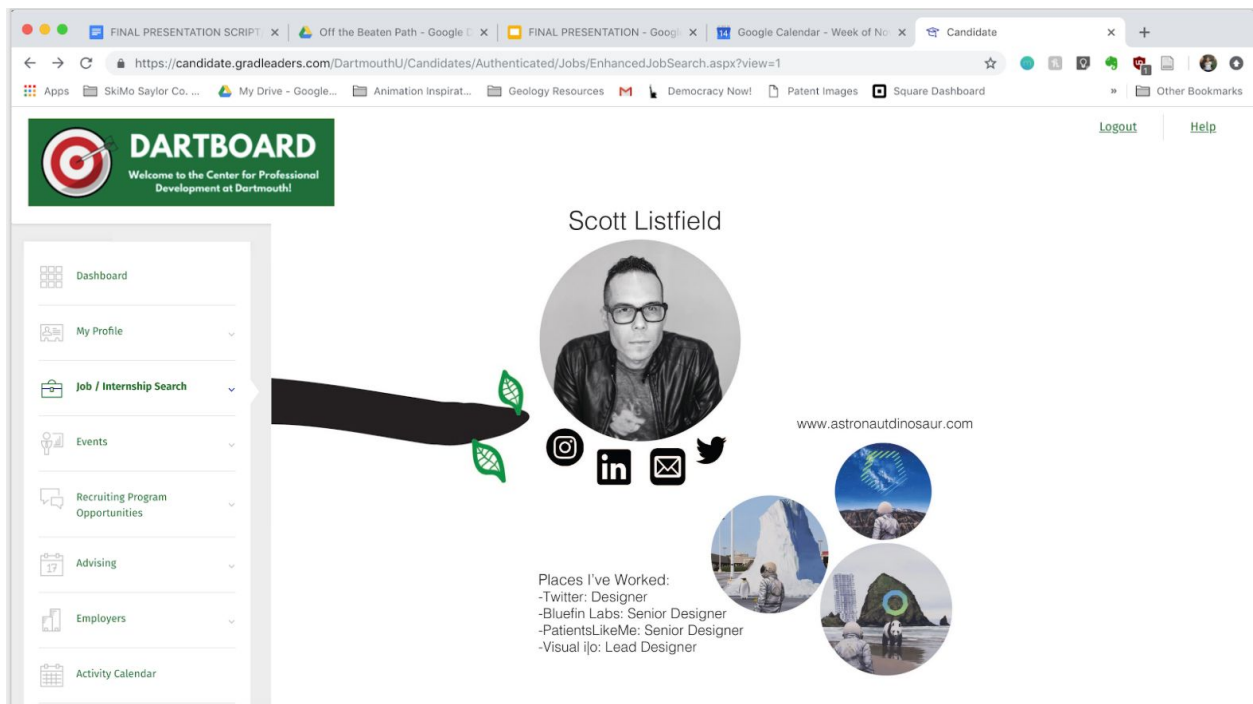 FINAL PRESENTATION SCRIPT
Off the Beaten Path - Google D
FINAL PRESENTATION - Googl
14
Google Calendar - Week of No
Candidate
https://candidate.gradleaders.com/DartmouthU/Candidates/Authenticated/Jobs/EnhancedJobSearch.aspx?view=1
1
Apps
SkiMo Saylor Co. ...
My Drive - Google...
Animation Inspirat...
Geology Resources
Democracy Now!
Patent Images
Square Dashboard
»
Other Bookmarks
DARTBOARD
Welcome to the Center for Professional
Development at Dartmouth!
Logout
Help
Scott Listfield
Dashboard
My Profile
Job / Internship Search
Events
Recruiting Program
Opportunities
17
Advising
Employers
Activity Calendar
in
www.astronautdinosaur.com
Places I've Worked:
-Twitter: Designer
-Bluefin Labs: Senior Designer
-PatientsLikeMe: Senior Designer
-Visual i|o: Lead Designer